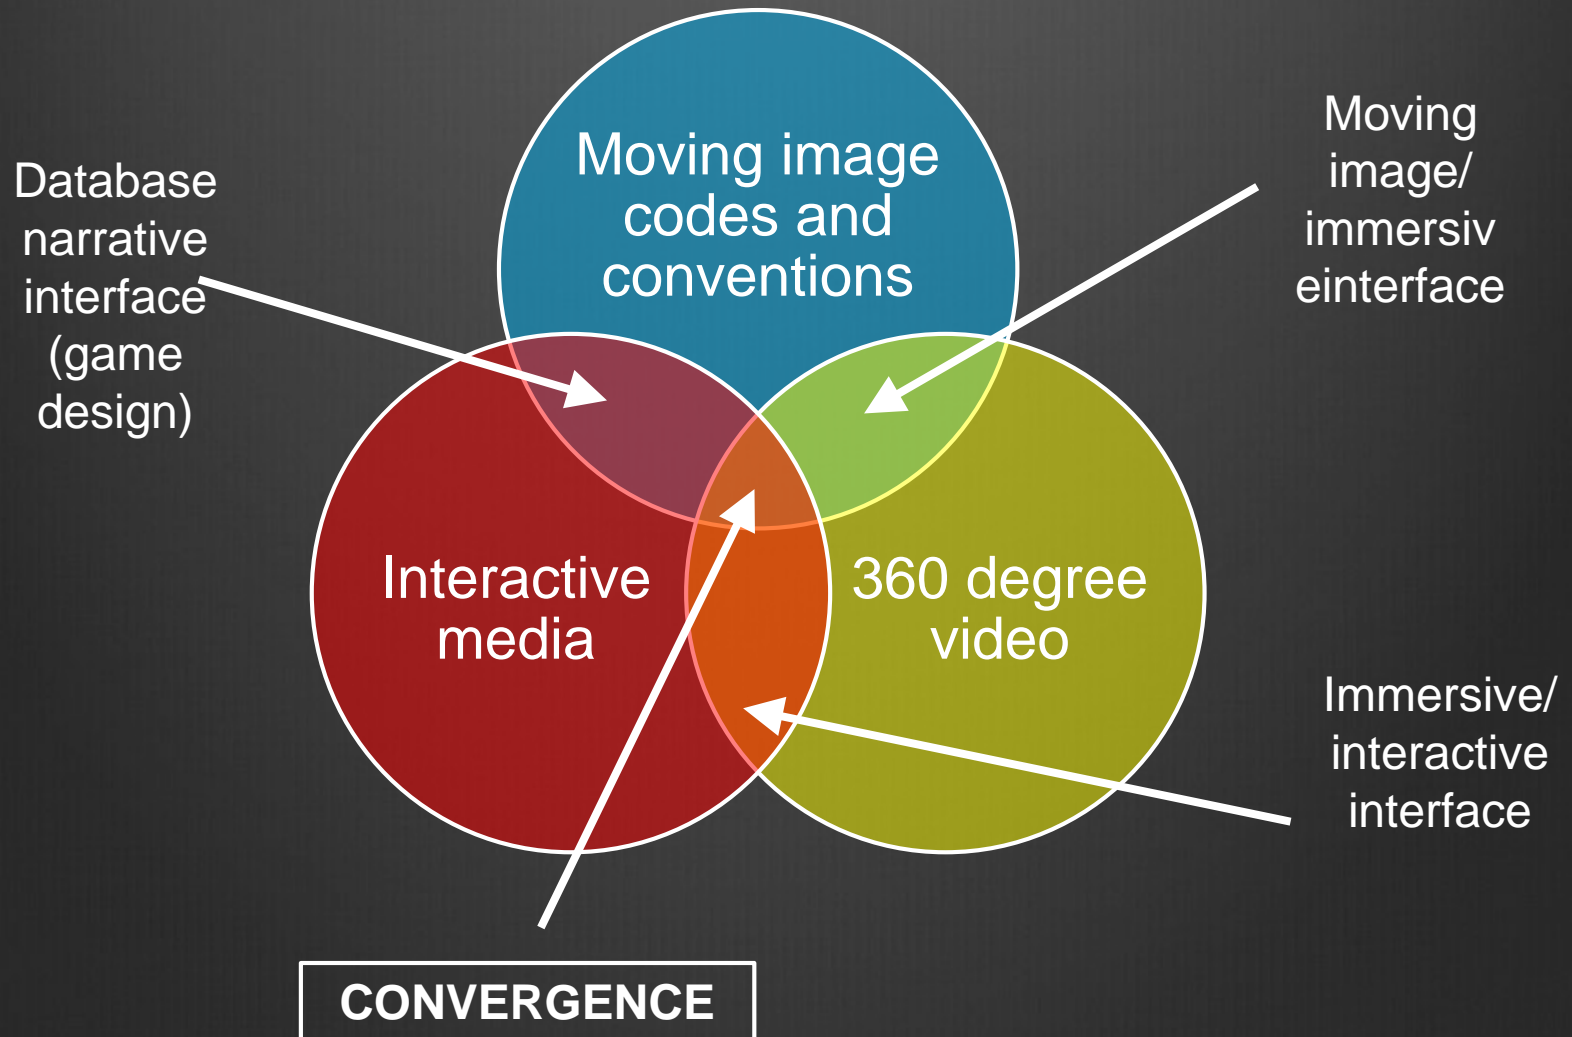 Moving image
codes and
conventions
Database
narrative
interface
(game
design)
Moving
image/
immersiv
einterface
Interactive
media
360 degree
video
Immersive/
interactive
interface
CONVERGENCE